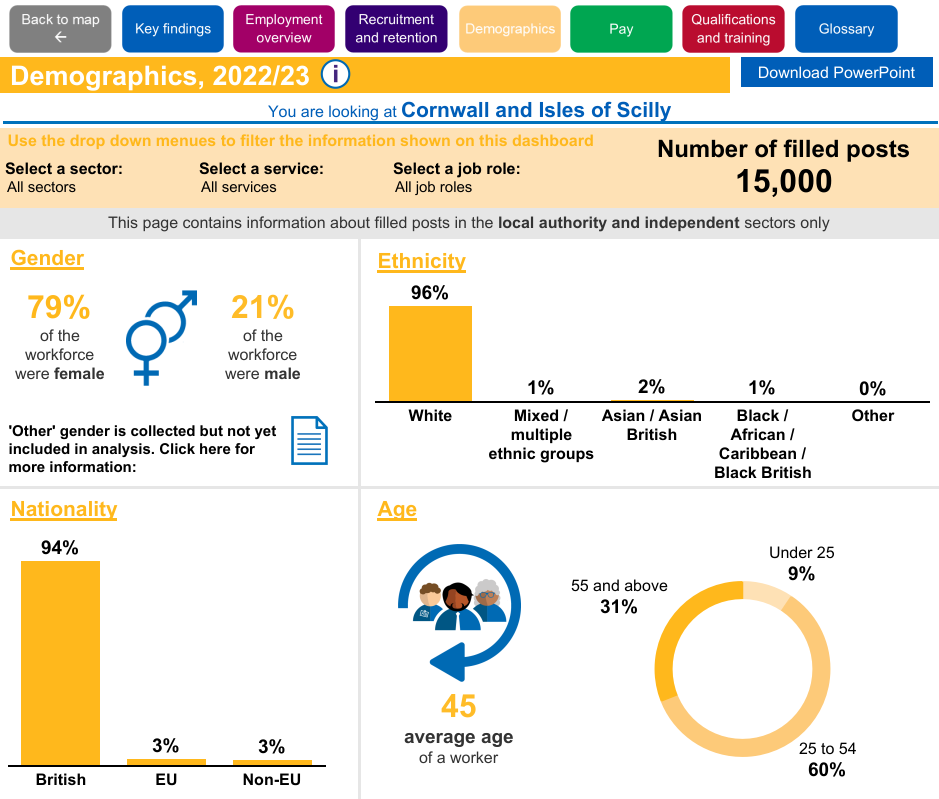 Back to map
←
Key findings
Employment
overview
Recruitment
and retention
Demographics
Pay
Qualifications
and training
Glossary
Demographics, 2022/23 i
Download PowerPoint
You are looking at Cornwall and Isles of Scilly
Use the drop down menues to filter the information shown on this dashboard
Select a sector:
All sectors
Select a service:
All services
Select a job role:
All job roles
Number of filled posts
15,000
This page contains information about filled posts in the local authority and independent sectors only
Gender
79%
of the
workforce
were female
21%
of the
workforce
were male
'Other' gender is collected but not yet
included in analysis. Click here for
more information:
Ethnicity
96%
1%
2%
1%
0%
White
Mixed /
multiple
ethnic groups
Asian / Asian
British
Black /
African /
Caribbean /
Black British
Other
Nationality
94%
3%
3%
British
EU
Non-EU
Age
45
average age
of a worker
Under 25
9%
55 and above
31%
25 to 54
60%